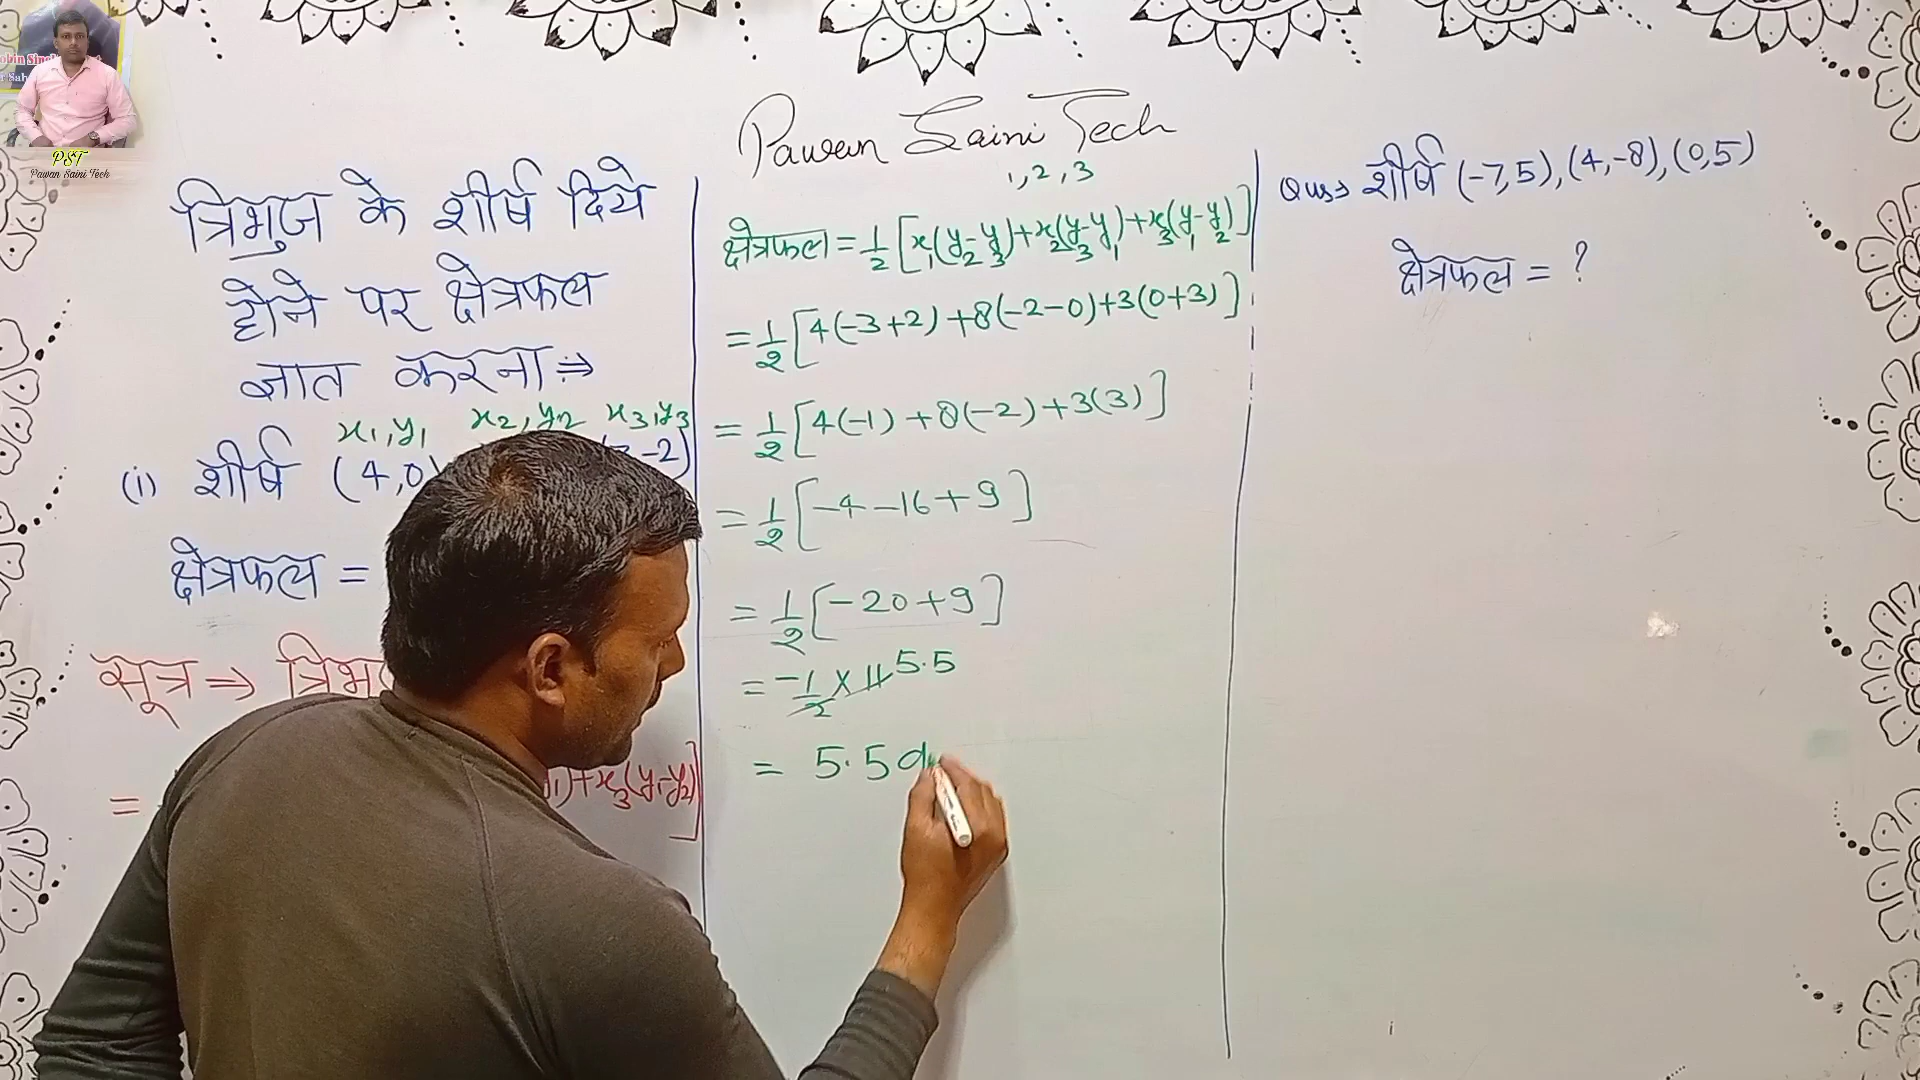 PST
Pawan Saini Tech
Pawan Saini Tech
त्रिभुज के शीर्ष दिये
होने पर क्षेत्रफल
ज्ञात करना ⇒
x₁,y₁ x₂,y₂ x₃,y₃
(i) शीर्ष (4,0) -2)
क्षेत्रफल =
सूत्र ⇒
= )+x₃(y₁-y₂)]
1,2,3
क्षेत्रफल = 1/2 [x₁(y₂-y₃)+x₂(y₃-y₁)+x₃(y₁-y₂)]
= 1/2 [4(-3+2)+8(-2-0)+3(0+3)]
= 1/2 [4(-1)+8(-2)+3(3)]
= 1/2 [-4-16+9]
= 1/2 [-20+9]
= -1/2 × 11 5.5
= 5.5
Qus→ शीर्ष (-7,5),(4,-8),(0,5)
क्षेत्रफल = ?